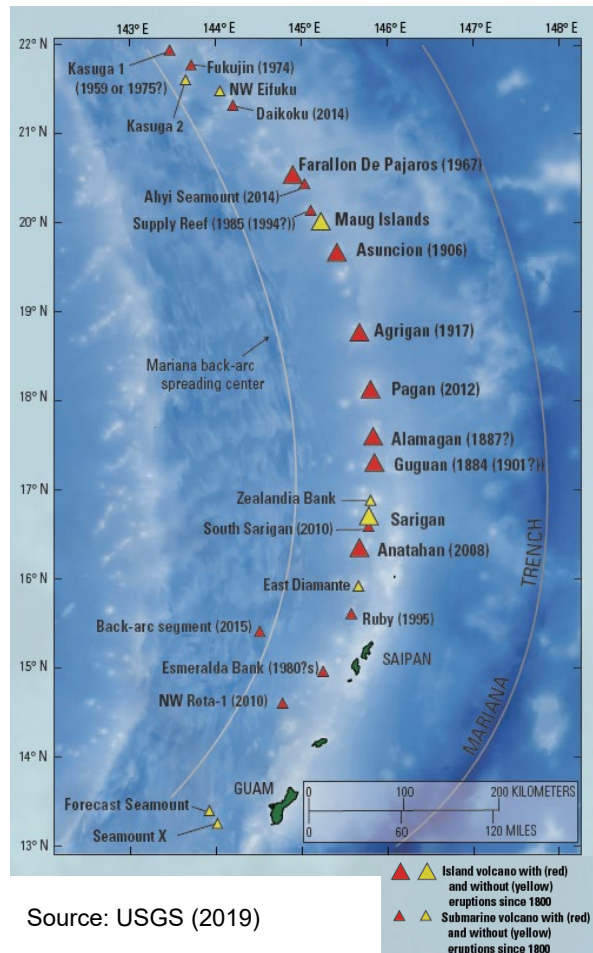 143° E 144° E 145° E 146° E 147° E 148° E
22° N
Kasuga 1
(1959 or 1975?)
Fukujin (1974)
NW Eifuku
Kasuga 2
Daikoku (2014)
21° N
Farallon De Pajaros (1967)
Ahyi Seamount (2014)
Supply Reef (1985 (1994?))
Maug Islands
20° N
Asuncion (1906)
19° N
Agrigan (1917)
Mariana back-arc
spreading center
Pagan (2012)
18° N
Alamagan (1887?)
Guguan (1884 (1901?))
17° N
Zealandia Bank
Sarigan
South Sarigan (2010)
Anatahan (2008)
TRENCH
16° N
East Diamante
Ruby (1995)
Back-arc segment (2015)
SAIPAN
15° N
Esmeralda Bank (1980?s)
NW Rota-1 (2010)
MARIANA
14° N
GUAM
Forecast Seamount
Seamount X
13° N
0 100 200 KILOMETERS
0 60 120 MILES
Island volcano with (red)
and without (yellow)
eruptions since 1800
Submarine volcano with (red)
and without (yellow)
eruptions since 1800
Source: USGS (2019)